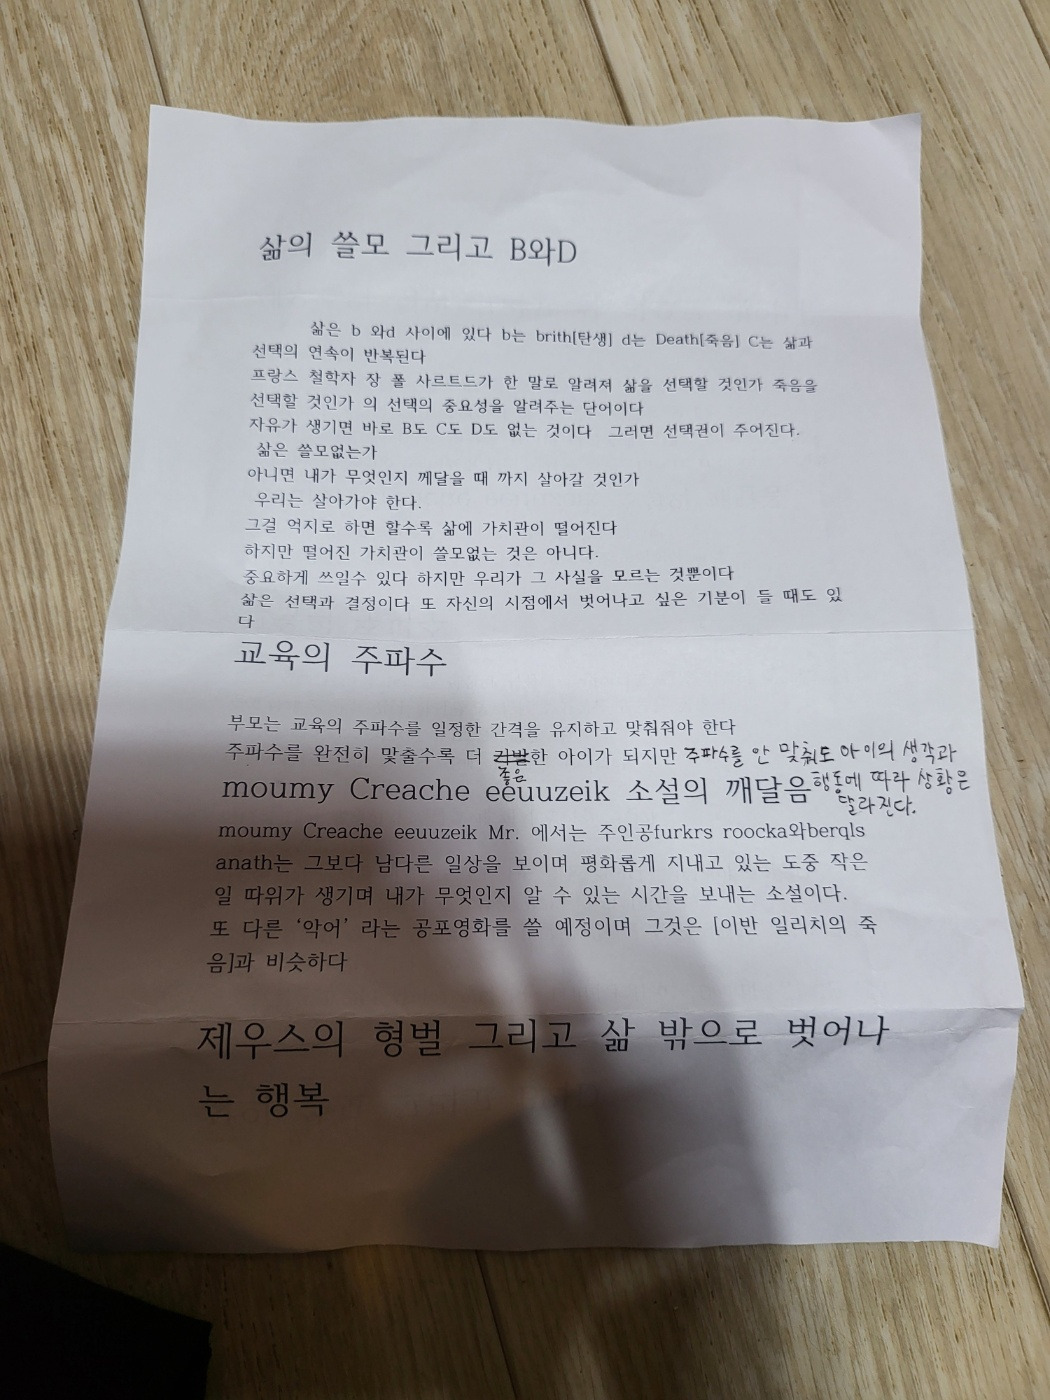 삶의 쓸모 그리고 B와D
삶은 b 와d 사이에 있다 b는 brith[탄생] d는 Death[죽음] C는 삶과
선택의 연속이 반복된다
프랑스 철학자 장 폴 사르트드가 한 말로 알려져 삶을 선택할 것인가 죽음을
선택할 것인가 의 선택의 중요성을 알려주는 단어이다
자유가 생기면 바로 B도 C도 D도 없는 것이다 그러면 선택권이 주어진다.
삶은 쓸모없는가
아니면 내가 무엇인지 께달을 때 까지 살아갈 것인가
우리는 살아가야 한다.
그걸 억지로 하면 할수록 삶에 가치관이 떨어진다
하지만 떨어진 가치관이 쓸모없는 것은 아니다.
중요하게 쓰일수 있다 하지만 우리가 그 사실을 모르는 것뿐이다
삶은 선택과 결정이다 또 자신의 시점에서 벗어나고 싶은 기분이 들 때도 있
다
교육의 주파수
부모는 교육의 주파수를 일정한 간격을 유지하고 맞춰줘야 한다
주파수를 완전히 맟출수록 더 한 아이가 되지만 주파수를 안 맞춰도 아이의 생각과
좋은
행동에 따라 상황은
달라진다.
moumy Creache eeuuzeik 소설의 깨달음
moumy Creache eeuuzeik Mr. 에서는 주인공furkrs roocka와berqls
anath는 그보다 남다른 일상을 보이며 평화롭게 지내고 있는 도중 작은
일 따위가 생기며 내가 무엇인지 알 수 있는 시간을 보내는 소설이다.
또 다른 ‘악어’ 라는 공포영화를 쓸 예정이며 그것은 [이반 일리치의 죽
음]과 비슷하다
제우스의 형벌 그리고 삶 밖으로 벗어나
는 행복